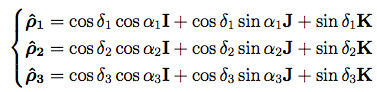 ρ̂₁ = cos δ₁ cos α₁ I + cos δ₁ sin α₁ J + sin δ₁ K
ρ̂₂ = cos δ₂ cos α₂ I + cos δ₂ sin α₂ J + sin δ₂ K
ρ̂₃ = cos δ₃ cos α₃ I + cos δ₃ sin α₃ J + sin δ₃ K